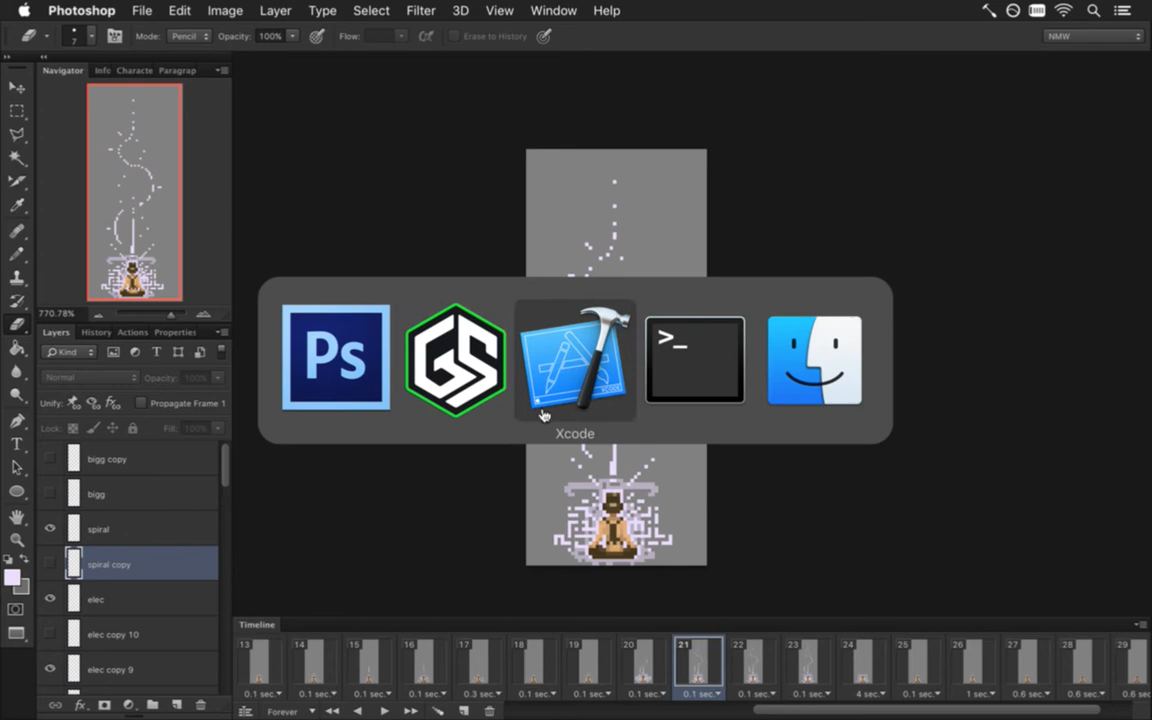 Photoshop File Edit Image Layer Type Select Filter 3D View Window Help
7 Mode: Pencil Opacity: 100% Flow: Erase to History NMW
Navigator Info Characte Paragrap
770.78%
Layers History Actions Properties
Kind
Normal Opacity: 100%
Unify: Propagate Frame 1
Lock: Fill: 100%
bigg copy
bigg
spiral
spiral copy
elec
elec copy 10
elec copy 9
Ps GS >_
XCODE
Xcode
Timeline
13 14 15 16 17 18 19 20 21 22 23 24 25 26 27 28 29
0.1 sec. 0.1 sec. 0.1 sec. 0.1 sec. 0.3 sec. 0.1 sec. 0.1 sec. 0.1 sec. 0.1 sec. 0.1 sec. 0.1 sec. 4 sec. 0.1 sec. 1 sec. 0.6 sec. 0.6 sec. 0.6 sec
Forever